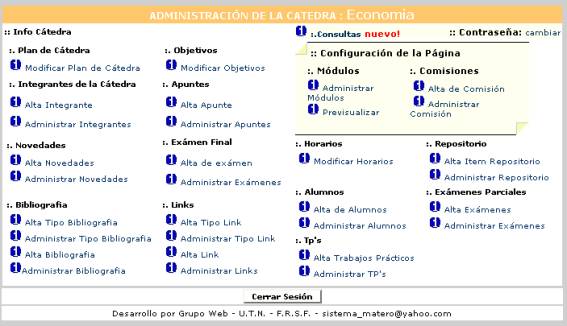 ADMINISTRACIÓN DE LA CATEDRA : Economia
:: Info Cátedra
:. Plan de Cátedra
Modificar Plan de Cátedra
:. Objetivos
Modificar Objetivos
:. Integrantes de la Cátedra
Alta Integrante
Administrar Integrantes
:. Apuntes
Alta Apunte
Administrar Apuntes
:. Novedades
Alta Novedades
Administrar Novedades
:. Exámen Final
Alta de exámen
Administrar Exámenes
:. Bibliografia
Alta Tipo Bibliografia
Administrar Tipo Bibliografia
Alta Bibliografia
Administrar Bibliografia
:. Links
Alta Tipo Link
Administrar Tipo Link
Alta Link
Administrar Links
:.Consultas nuevo!
:: Contraseña: cambiar
:: Configuración de la Página
:. Módulos
Administrar
Módulos
Previsualizar
:. Comisiones
Alta de Comisión
Administrar
Comisión
:. Horarios
Modificar Horarios
:. Repositorio
Alta Item Repositorio
Administrar Repositorio
:. Alumnos
Alta de Alumnos
Administrar Alumnos
:. Exámenes Parciales
Alta Exámenes
Administrar Exámenes
:. Tp's
Alta Trabajos Prácticos
Administrar TP's
Cerrar Sesión
Desarrollo por Grupo Web - U.T.N. - F.R.S.F. - sistema_matero@yahoo.com